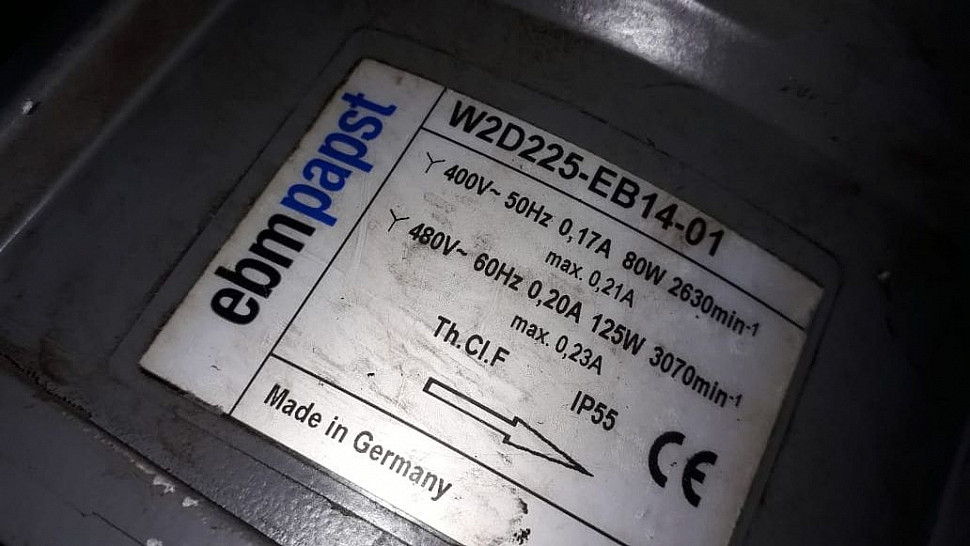 ebmpapst
W2D225-EB14-01
400V~ 50Hz 0,17A 80W 2630min-1
max. 0,21A
480V~ 60Hz 0,20A 125W 3070min-1
max. 0,23A
Th.Cl.F
IP55
CE
Made in Germany